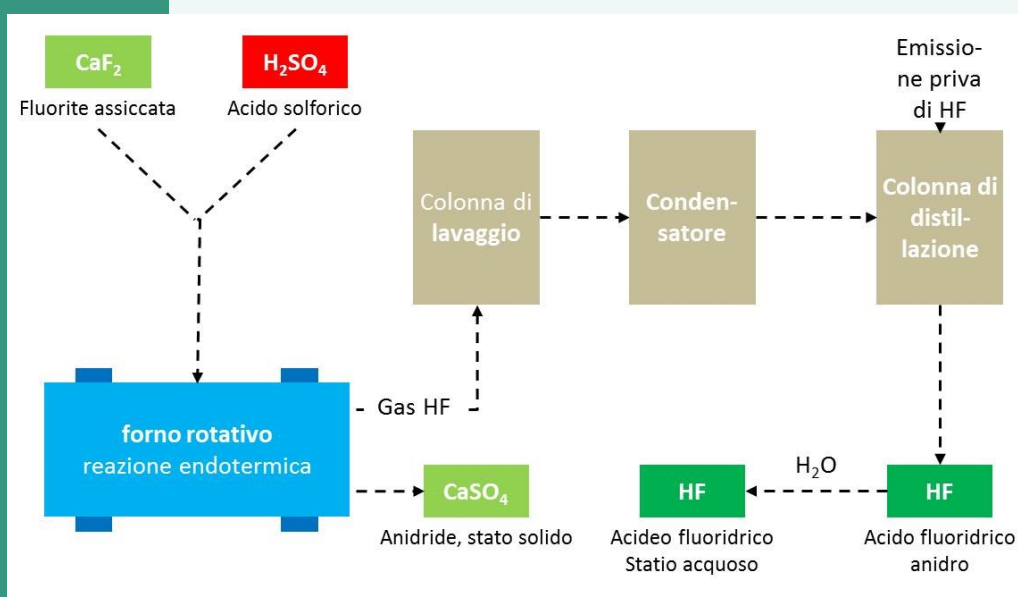 CaF₂
Fluorite assiccata
H₂SO₄
Acido solforico
Emissio-
ne priva
di HF
Colonna di
lavaggio
Conden-
satore
Colonna di
distil-
lazione
forno rotativo
reazione endotermica
Gas HF
CaSO₄
Anidride, stato solido
HF
Acideo fluoridrico
Statio acquoso
H₂O
HF
Acido fluoridrico
anidro